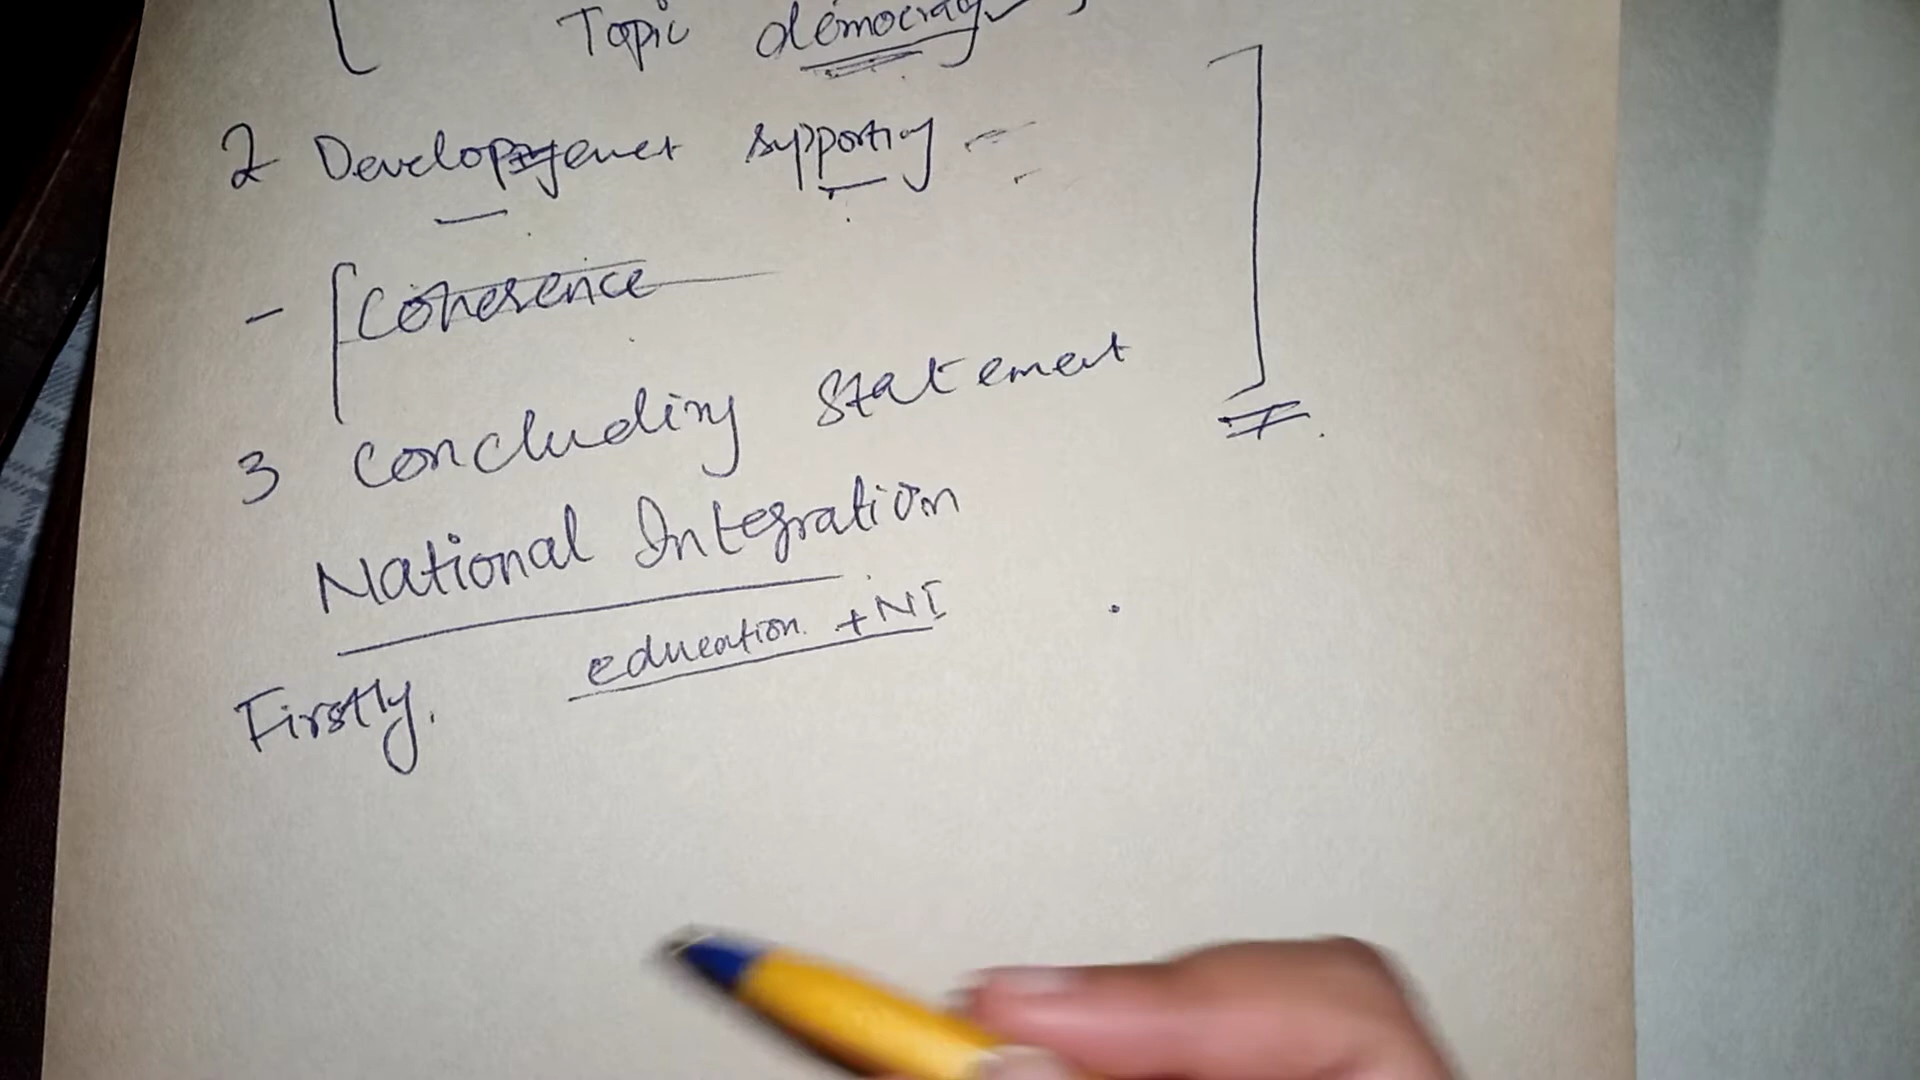 Topic democracy
2 Development supporting
- Coherence
3 concluding statement
National Integration
education + NI
Firstly,